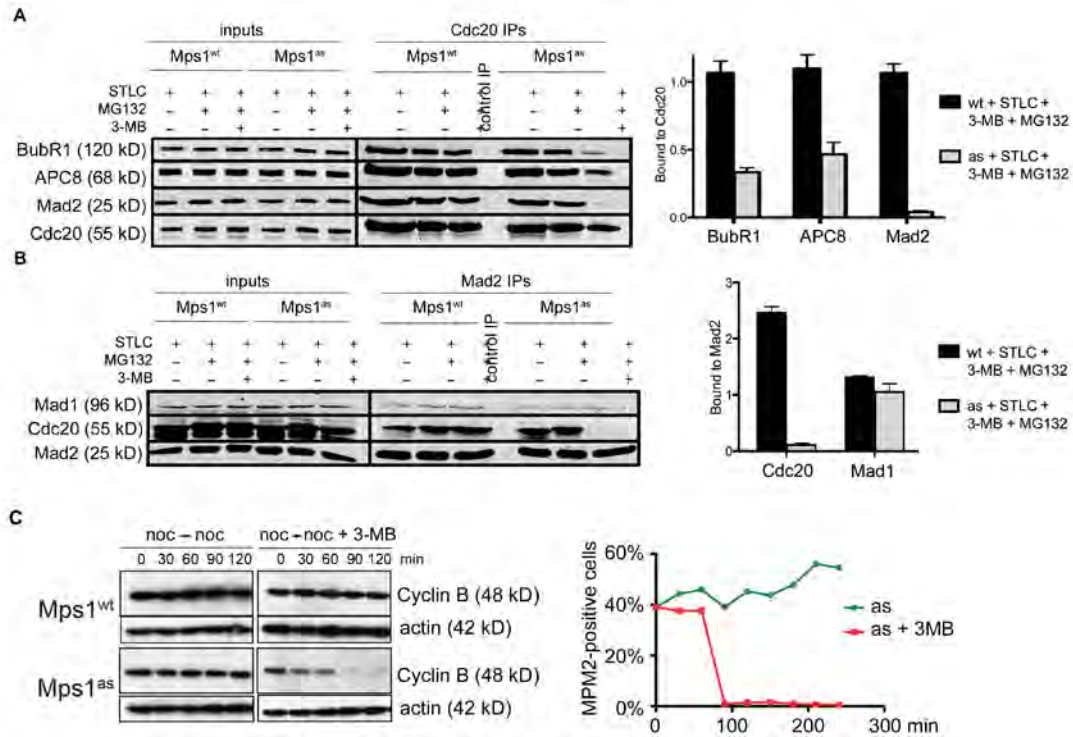 A
inputs
Cdc20 IPs
Mps1wt Mps1as Mps1wt control IP Mps1as
STLC + + + + + + + + + + + +
MG132 - + + - + + - + + - + +
3-MB - - + - - + - - + - - +
BubR1 (120 kD)
APC8 (68 kD)
Mad2 (25 kD)
Cdc20 (55 kD)
Bound to Cdc20
1.0
0.5
0.0
BubR1 APC8 Mad2
wt + STLC +
3-MB + MG132
as + STLC +
3-MB + MG132
B
inputs
Mad2 IPs
Mps1wt Mps1as Mps1wt control IP Mps1as
STLC + + + + + + + + + + + +
MG132 - + + - + + - + + - + +
3-MB - - + - - + - - + - - +
Mad1 (96 kD)
Cdc20 (55 kD)
Mad2 (25 kD)
Bound to Mad2
3
2
1
0
Cdc20 Mad1
wt + STLC +
3-MB + MG132
as + STLC +
3-MB + MG132
C
noc - noc noc - noc + 3-MB
0 30 60 90 120 0 30 60 90 120 min
Mps1wt
Cyclin B (48 kD)
actin (42 kD)
Mps1as
Cyclin B (48 kD)
actin (42 kD)
MPM2-positive cells
60%
40%
20%
0%
0 100 200 300 min
as
as + 3MB